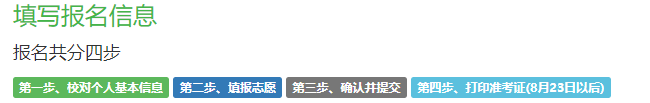 填写报名信息
报名共分四步
第一步、校对个人基本信息 第二步、填报志愿 第三步、确认并提交 第四步、打印准考证(8月23日以后)